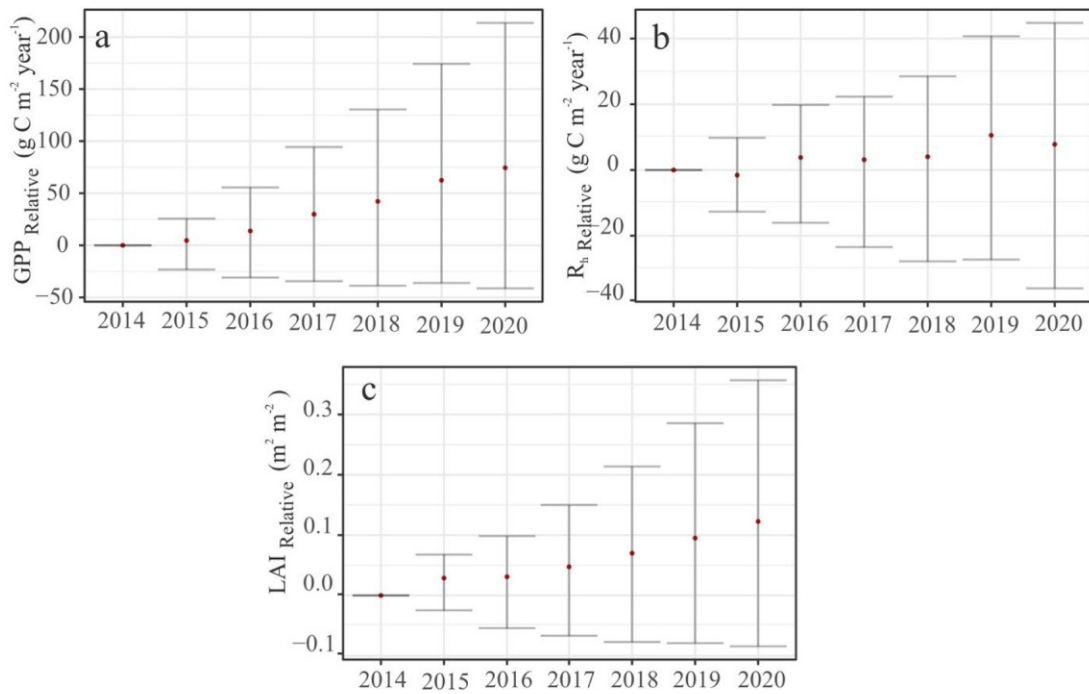 a
200
150
100
50
0
−50
GPP Relative (g C m⁻² year⁻¹)
2014 2015 2016 2017 2018 2019 2020
b
40
20
0
−20
−40
Rₕ Relative (g C m⁻² year⁻¹)
2014 2015 2016 2017 2018 2019 2020
c
0.3
0.2
0.1
0.0
−0.1
LAI Relative (m² m⁻²)
2014 2015 2016 2017 2018 2019 2020